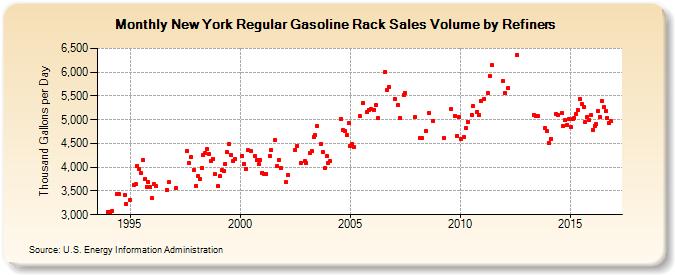 Monthly New York Regular Gasoline Rack Sales Volume by Refiners
Thousand Gallons per Day
6,500
6,000
5,500
5,000
4,500
4,000
3,500
3,000
1995 2000 2005 2010 2015
Source: U.S. Energy Information Administration